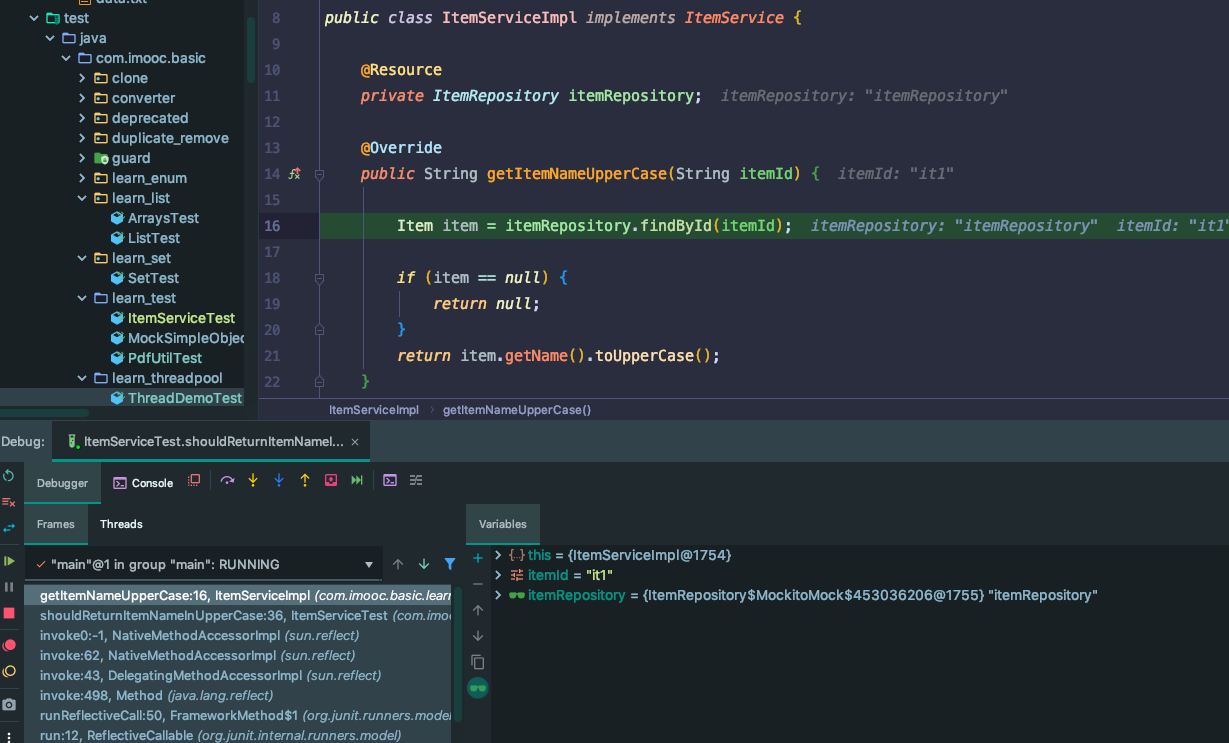 data.txt
test
java
com.imooc.basic
clone
converter
deprecated
duplicate_remove
guard
learn_enum
learn_list
ArraysTest
ListTest
learn_set
SetTest
learn_test
ItemServiceTest
MockSimpleObjec
PdfUtilTest
learn_threadpool
ThreadDemoTest
8 public class ItemServiceImpl implements ItemService {
9
10 @Resource
11 private ItemRepository itemRepository; itemRepository: "itemRepository"
12
13 @Override
14 public String getItemNameUpperCase(String itemId) { itemId: "it1"
15
16 Item item = itemRepository.findById(itemId); itemRepository: "itemRepository" itemId: "it1"
17
18 if (item == null) {
19 return null;
20 }
21 return item.getName().toUpperCase();
22 }
ItemServiceImpl › getItemNameUpperCase()
Debug: ItemServiceTest.shouldReturnItemNameI... ×
Debugger Console
Frames Threads
"main"@1 in group "main": RUNNING
getItemNameUpperCase:16, ItemServiceImpl (com.imooc.basic.learn
shouldReturnItemNameInUpperCase:36, ItemServiceTest (com.imoo
invoke0:-1, NativeMethodAccessorImpl (sun.reflect)
invoke:62, NativeMethodAccessorImpl (sun.reflect)
invoke:43, DelegatingMethodAccessorImpl (sun.reflect)
invoke:498, Method (java.lang.reflect)
runReflectiveCall:50, FrameworkMethod$1 (org.junit.runners.model
run:12, ReflectiveCallable (org.junit.internal.runners.model)
Variables
this = {ItemServiceImpl@1754}
itemId = "it1"
itemRepository = {ItemRepository$MockitoMock$453036206@1755} "itemRepository"